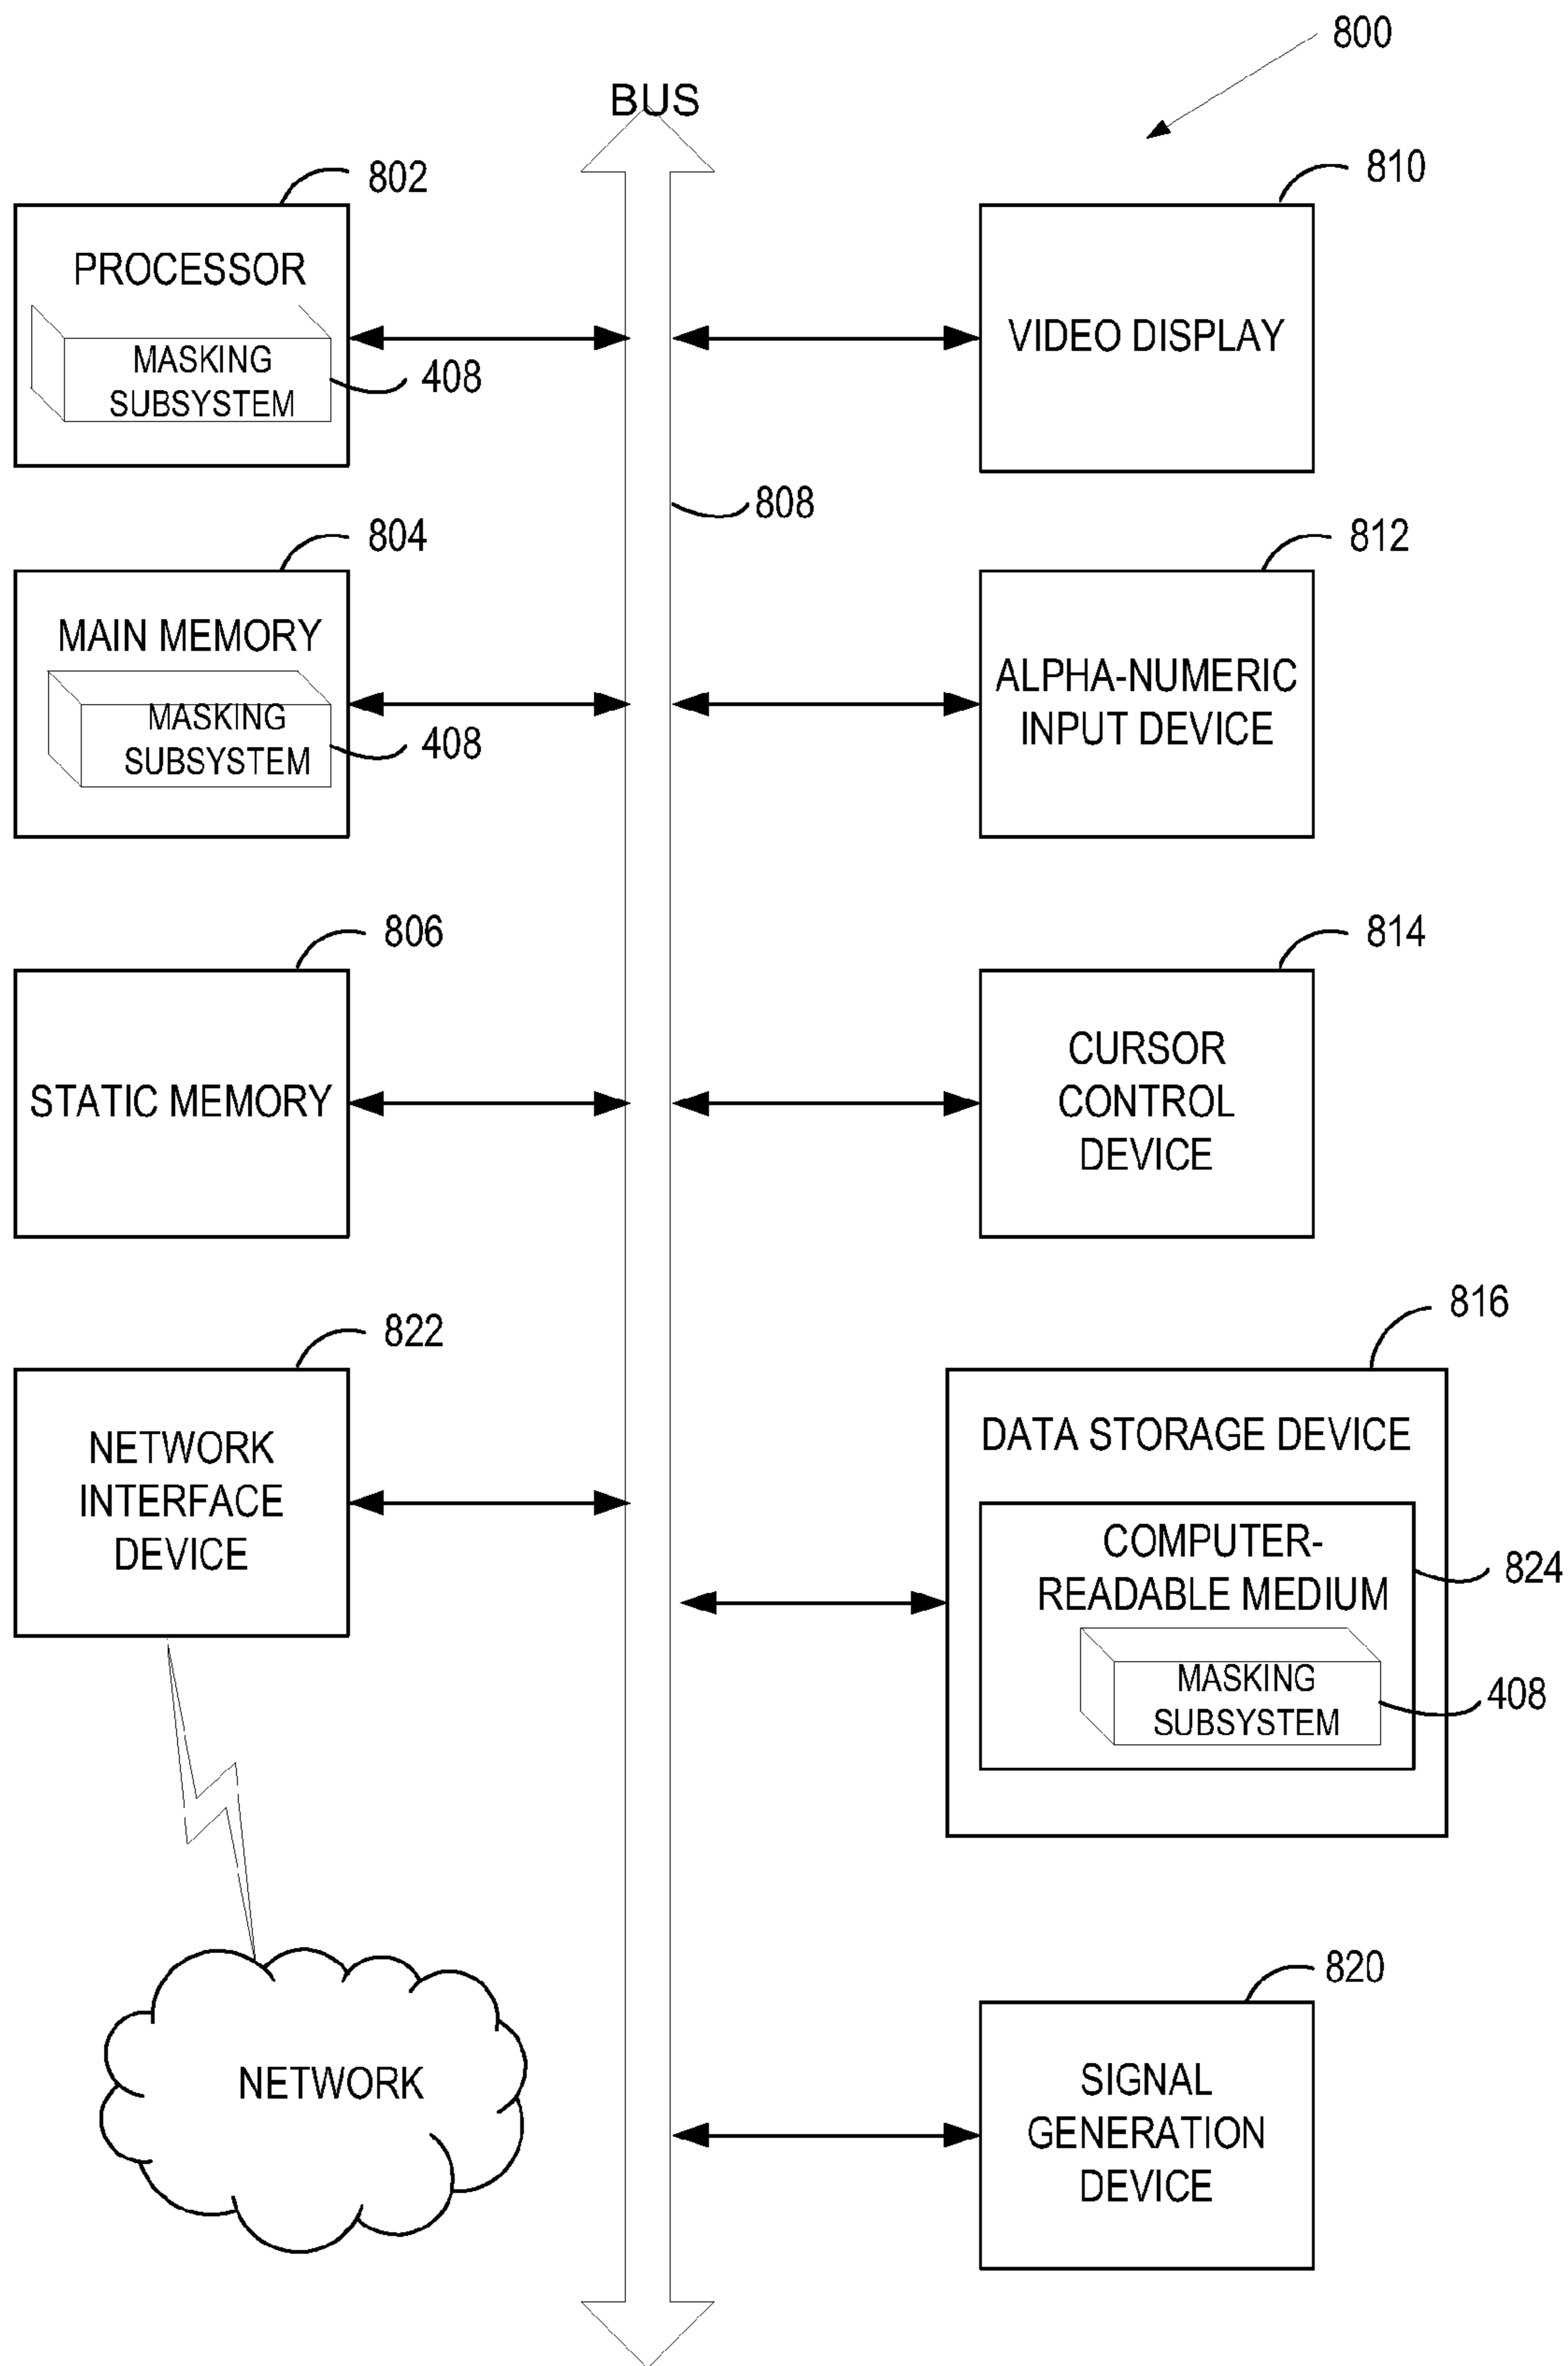 800
BUS
802
PROCESSOR
MASKING
SUBSYSTEM
408
810
VIDEO DISPLAY
808
804
MAIN MEMORY
MASKING
SUBSYSTEM
408
812
ALPHA-NUMERIC
INPUT DEVICE
806
STATIC MEMORY
814
CURSOR
CONTROL
DEVICE
822
NETWORK
INTERFACE
DEVICE
816
DATA STORAGE DEVICE
COMPUTER-
READABLE MEDIUM
824
MASKING
SUBSYSTEM
408
NETWORK
820
SIGNAL
GENERATION
DEVICE